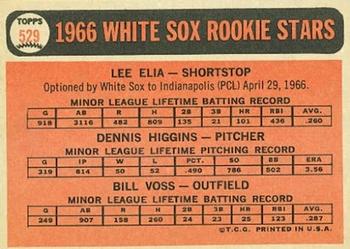 TOPPS
529
1966 WHITE SOX ROOKIE STARS
LEE ELIA — SHORTSTOP
Optioned by White Sox to Indianapolis (PCL) April 29, 1966.
MINOR LEAGUE LIFETIME BATTING RECORD
G AB R H 2B 3B HR RBI AVG.
918 3116 482 809 135 21 101 436 .260
DENNIS HIGGINS — PITCHER
MINOR LEAGUE LIFETIME PITCHING RECORD
G IP W L PCT. SO BB ERA
319 814 50 52 .490 786 502 3.56
BILL VOSS — OUTFIELD
MINOR LEAGUE LIFETIME BATTING RECORD
G AB R H 2B 3B HR RBI AVG.
249 907 158 260 24 23 25 123 .287
©T.C.G. PRINTED IN U.S.A.